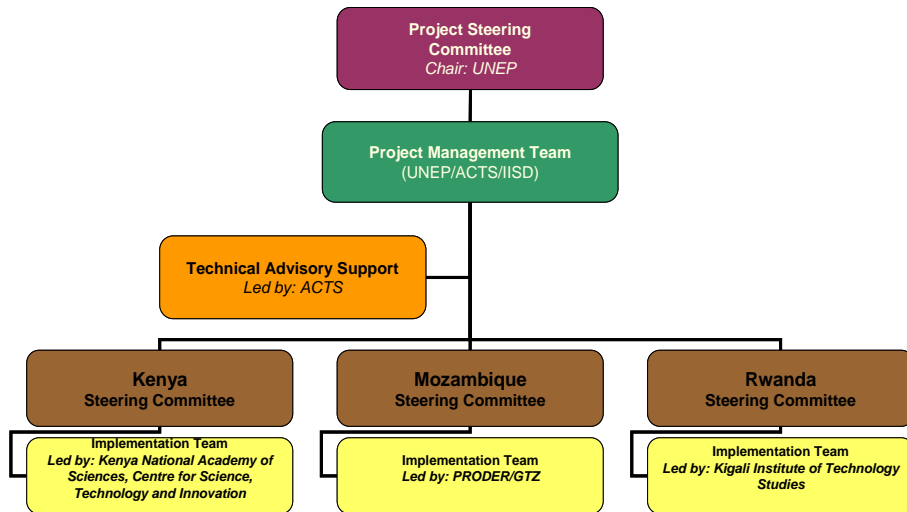 Project Steering
Committee
Chair: UNEP
Project Management Team
(UNEP/ACTS/IISD)
Technical Advisory Support
Led by: ACTS
Kenya
Steering Committee
Mozambique
Steering Committee
Rwanda
Steering Committee
Implementation Team
Led by: Kenya National Academy of
Sciences, Centre for Science,
Technology and Innovation
Implementation Team
Led by: PRODER/GTZ
Implementation Team
Led by: Kigali Institute of Technology
Studies